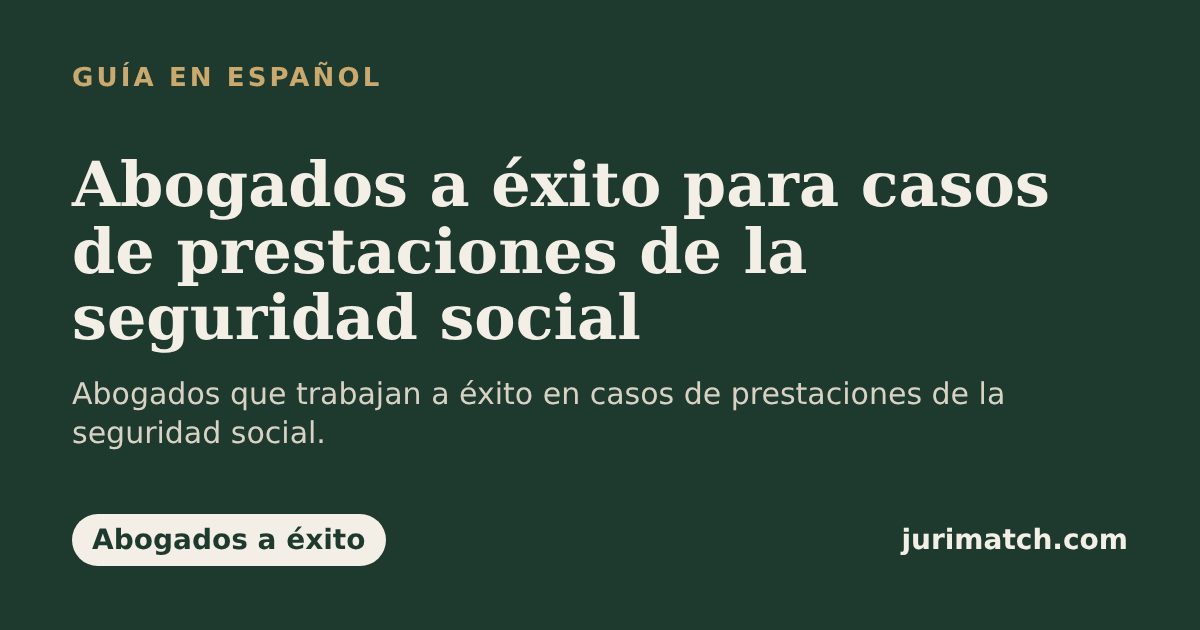 GUÍA EN ESPAÑOL
Abogados a éxito para casos
de prestaciones de la
seguridad social
Abogados que trabajan a éxito en casos de prestaciones de la
seguridad social.
Abogados a éxito
jurimatch.com